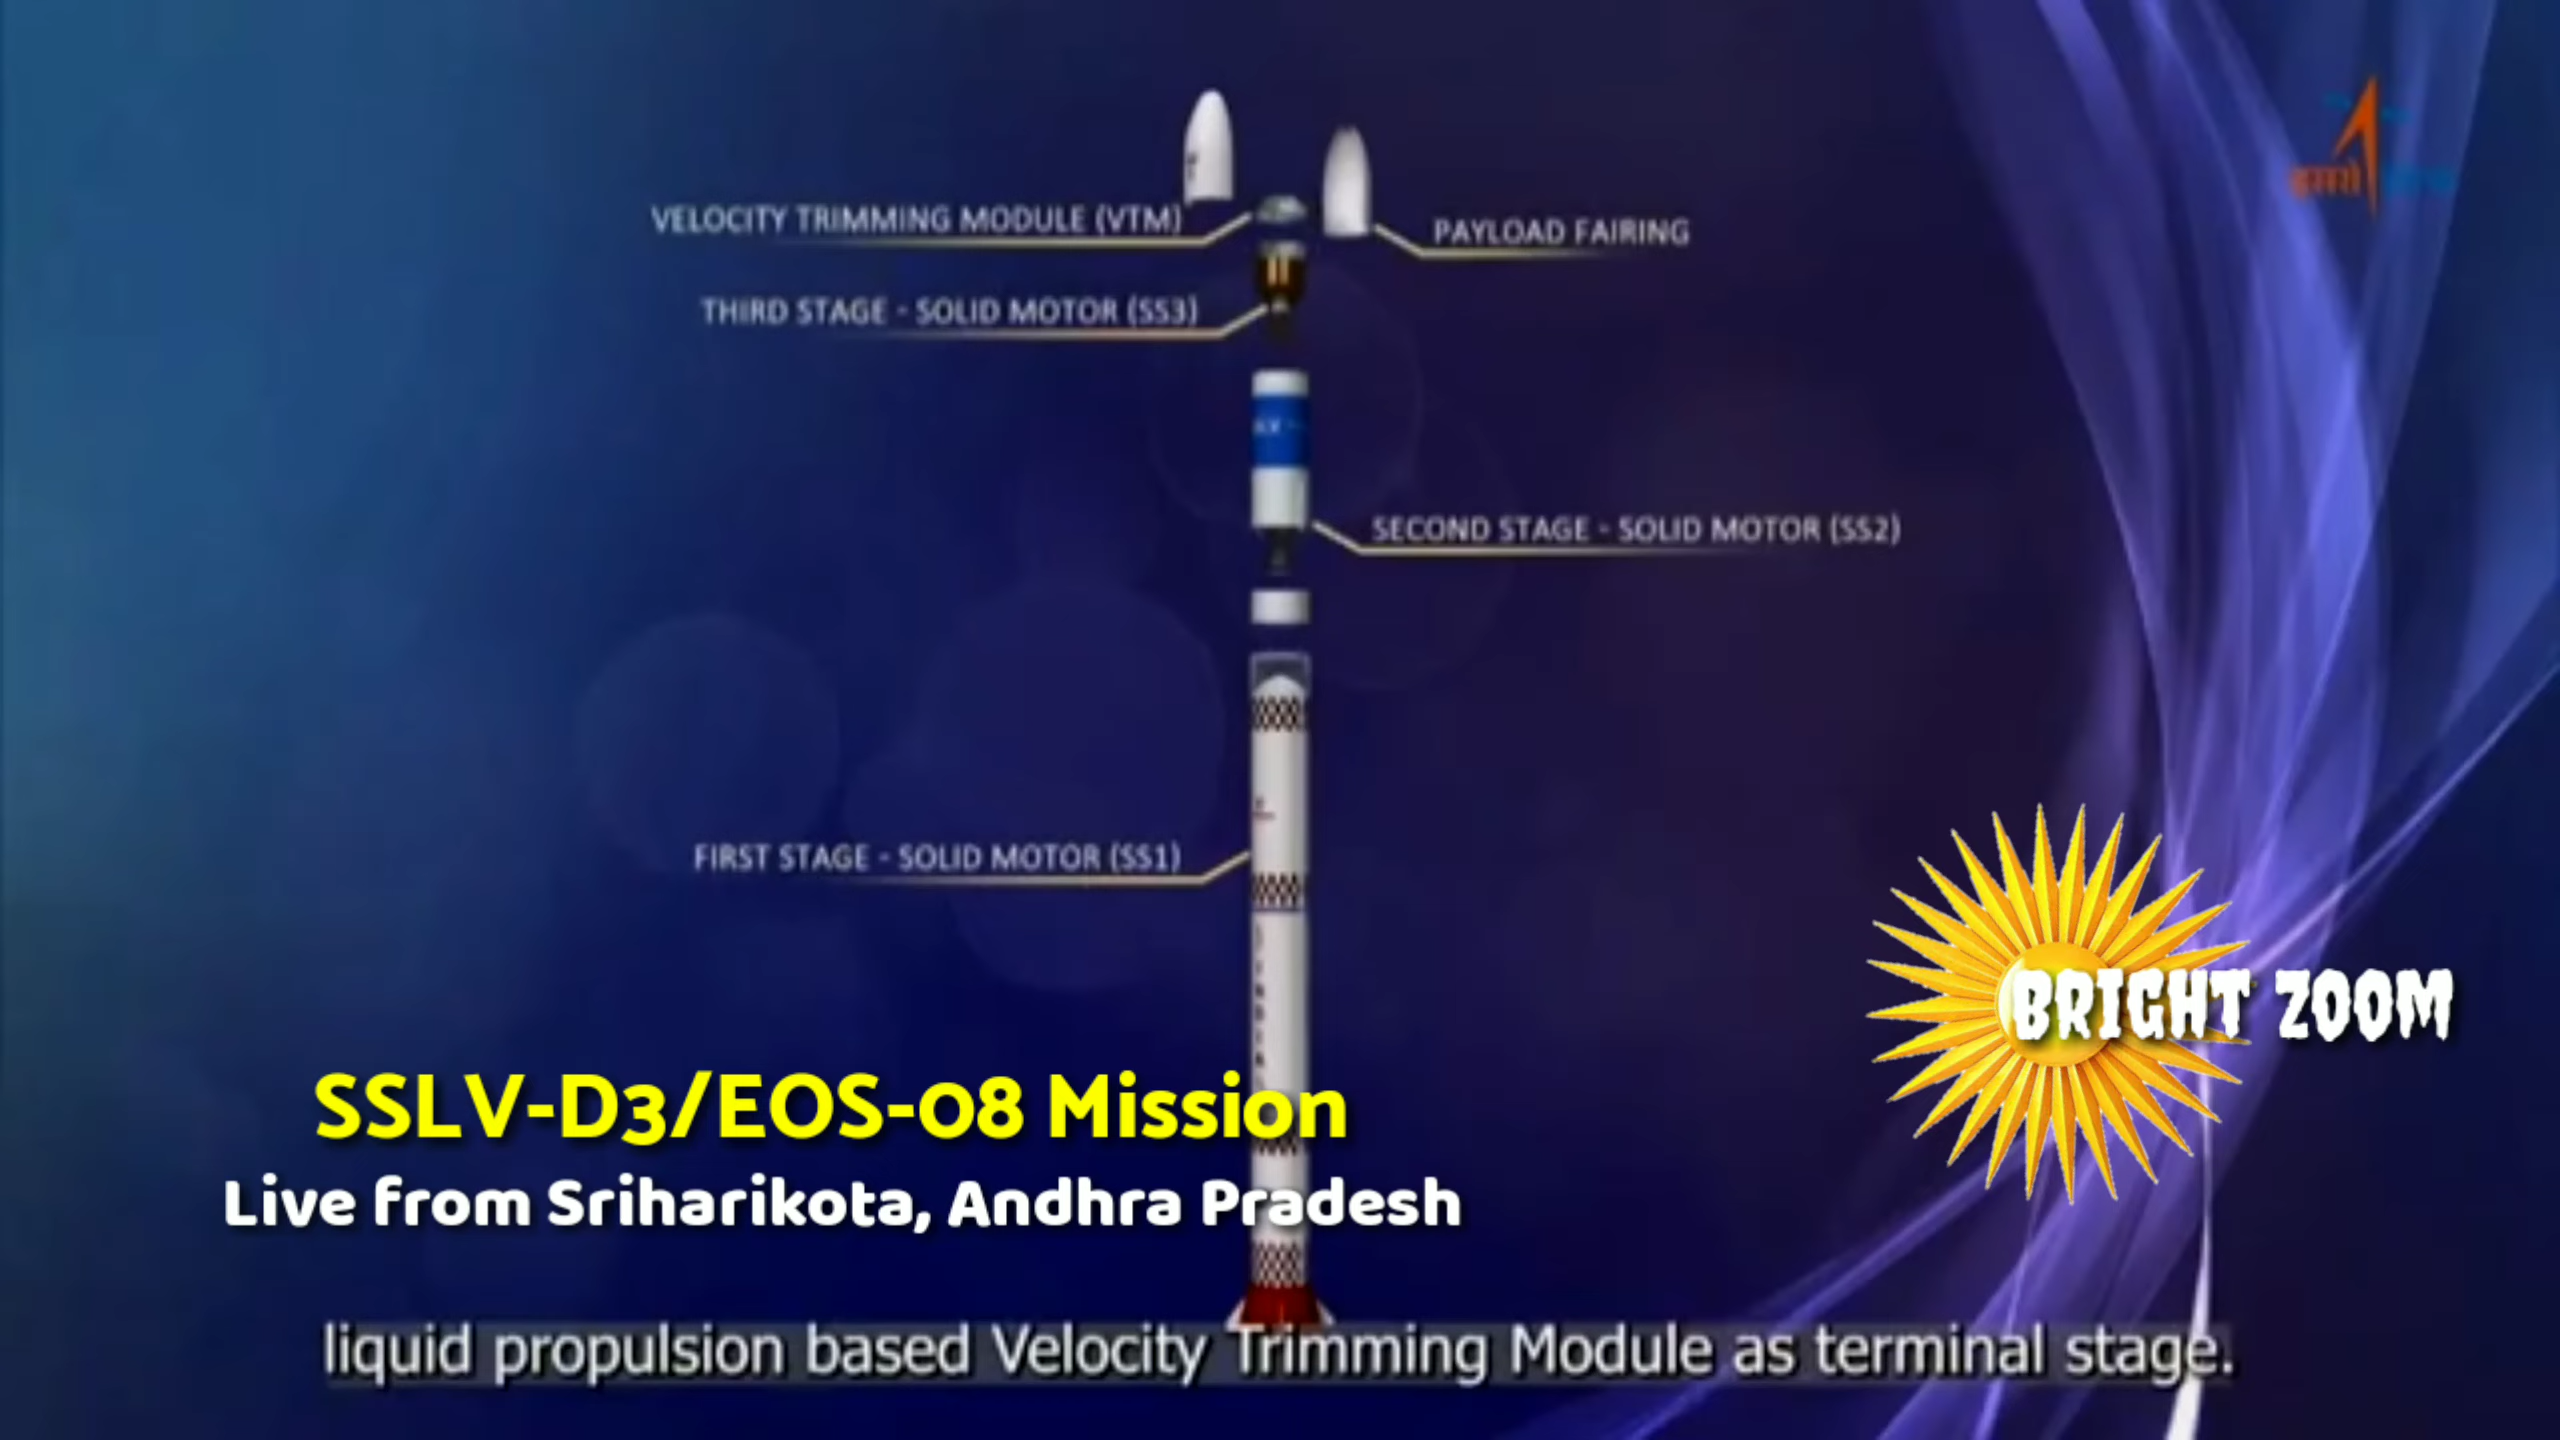 VELOCITY TRIMMING MODULE (VTM)
PAYLOAD FAIRING
THIRD STAGE - SOLID MOTOR (SS3)
SECOND STAGE - SOLID MOTOR (SS2)
FIRST STAGE - SOLID MOTOR (SS1)
BRIGHT ZOOM
SSLV-D3/EOS-08 Mission
Live from Sriharikota, Andhra Pradesh
liquid propulsion based Velocity Trimming Module as terminal stage.